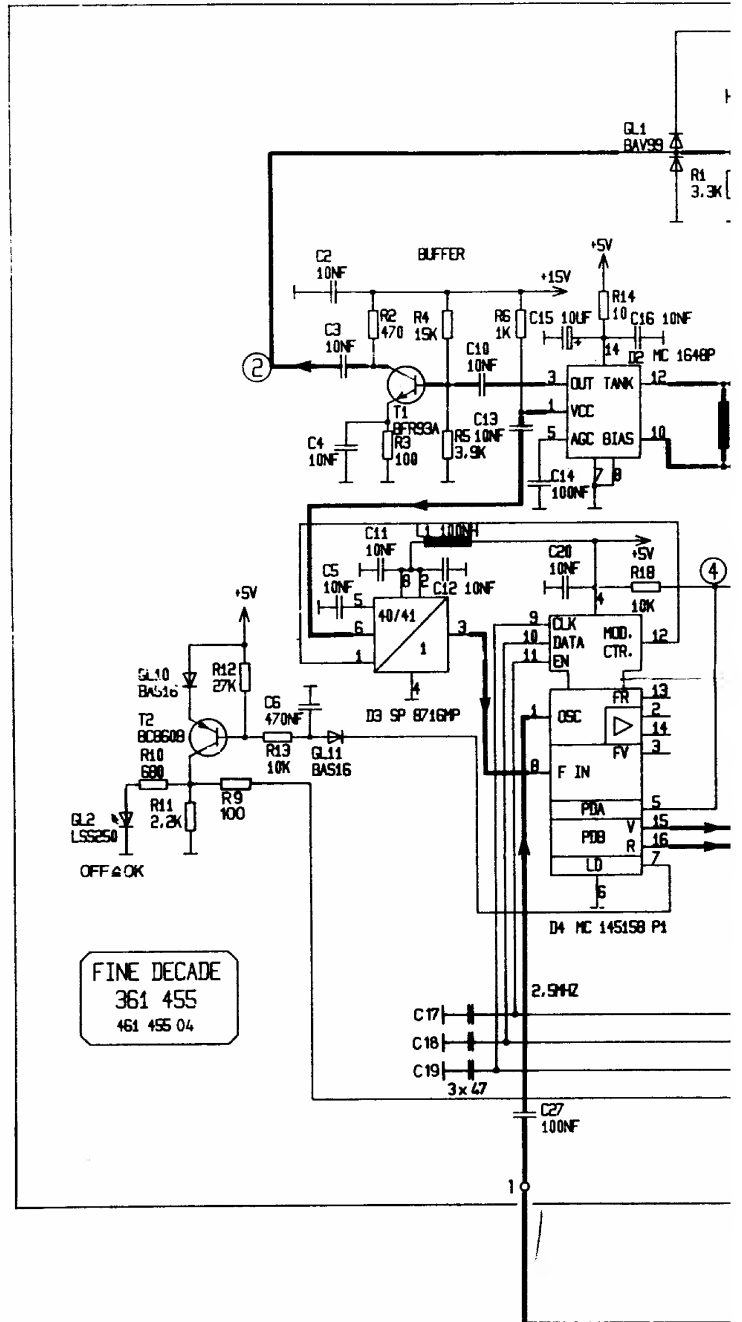 GL1
BAV99
R1
3.3K
C2
10NF
BUFFER
+15V
+5V
R14
10
C15 10UF
+
14
C16 10NF
D2 MC 1648P
C3
10NF
R2
470
R4
15K
R6
1K
C10
10NF
2
3
OUT TANK
12
1
VCC
5
AGC BIAS
10
7
8
T1
BFR93A
C4
10NF
R3
100
R5
3.9K
C13
10NF
C14
100NF
L1 100NH
C11
10NF
8
2
C12 10NF
C5
10NF
5
40/41
6
1
1
3
4
D3 SP 8716MP
C20
10NF
+5V
4
R18
10K
4
9
CLK
10
DATA
11
EN
MOD.
CTR.
12
+5V
GL10
BAS16
R12
27K
T2
BC860B
C6
470NF
R13
10K
GL11
BAS16
R10
680
R11
2.2K
R9
100
GL2
LS5250
OFF≙OK
1
OSC
FR
13
2
14
FV
3
8
F IN
PDA
5
V
15
PDB
R
16
LD
7
6
D4 MC 145158 P1
FINE DECADE
361 455
461 455 04
2.5MHZ
C17
C18
C19
3x47
C27
100NF
1